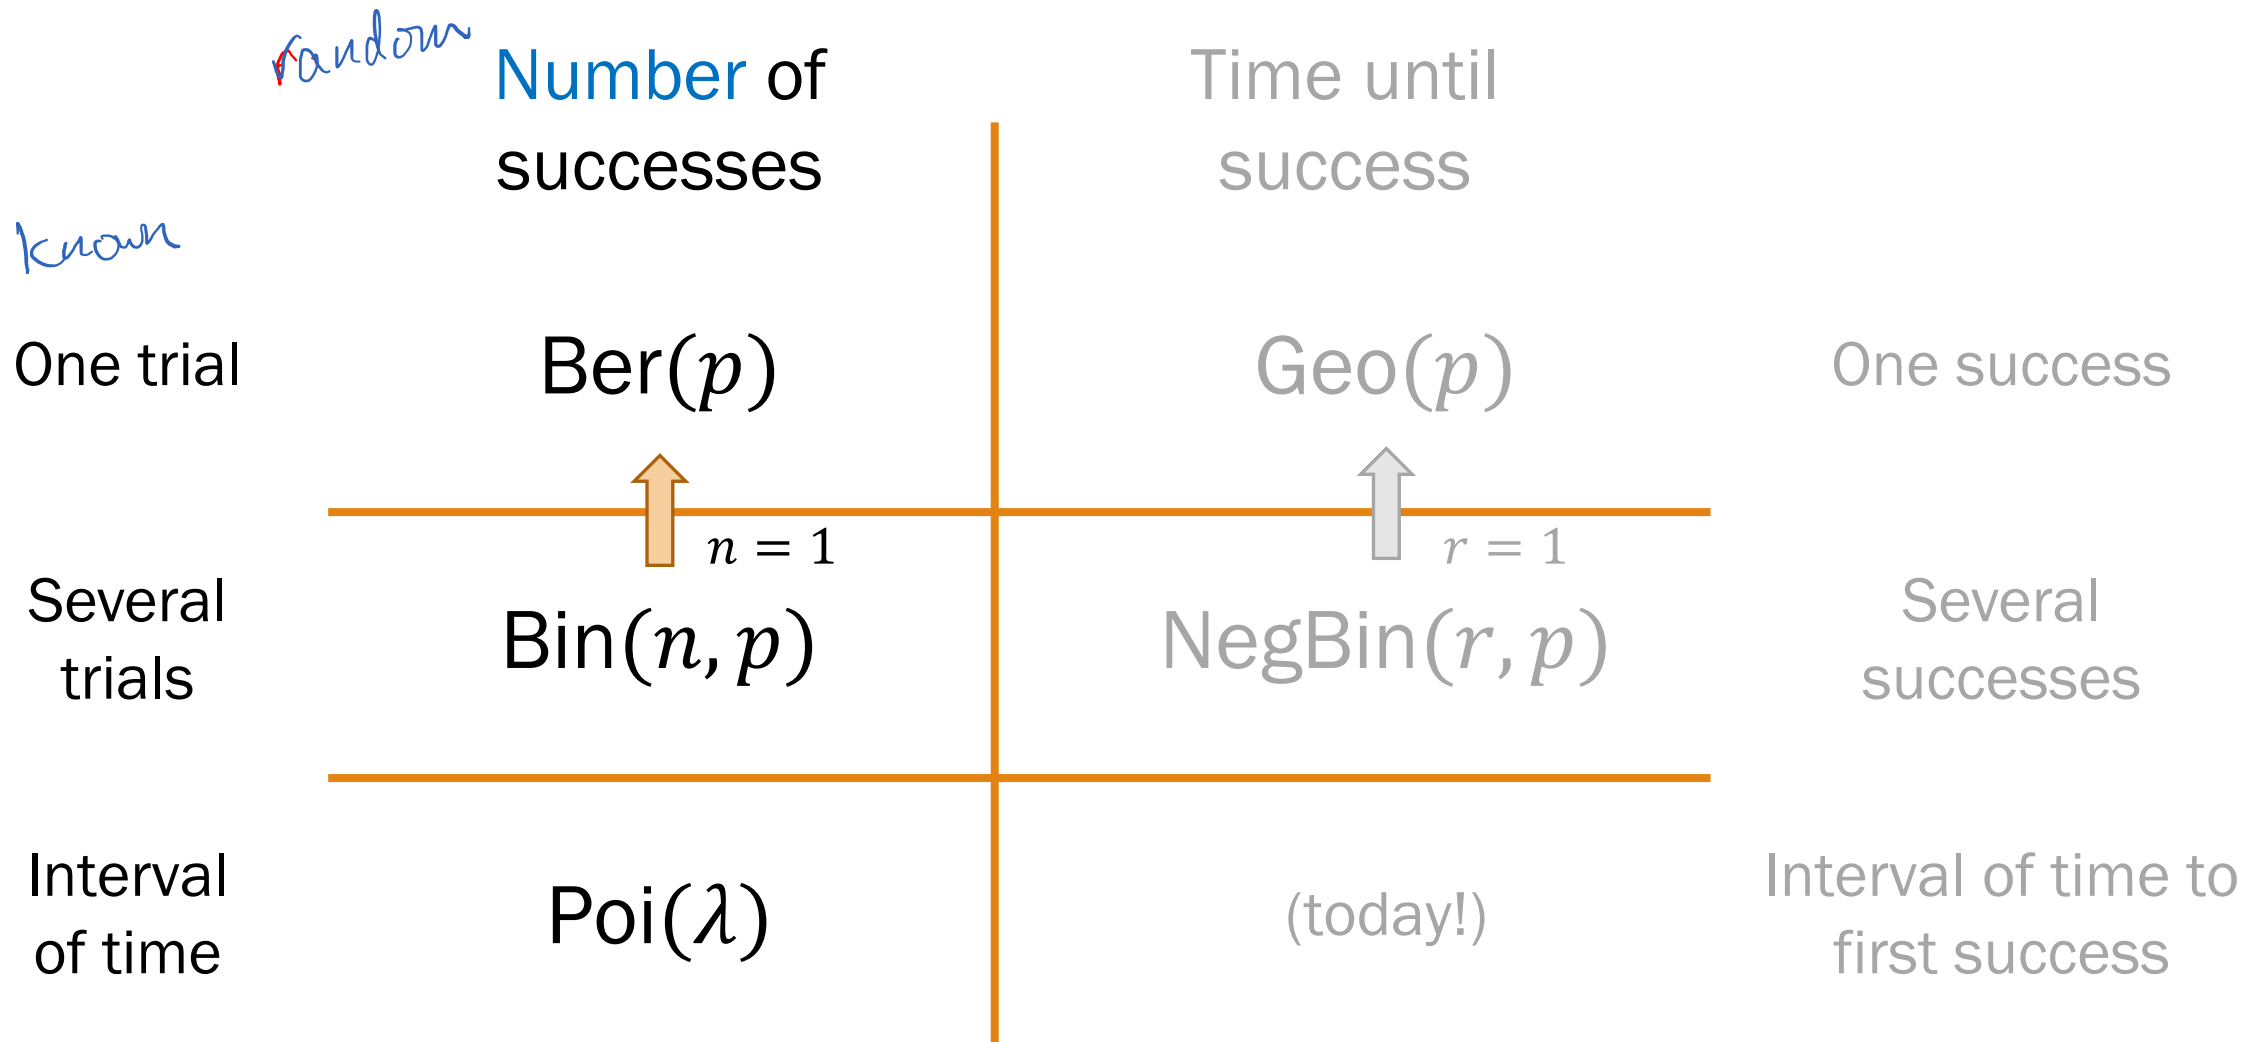 random
Number of
successes
Time until
success
known
One trial
Ber(p)
Geo(p)
One success
n = 1
r = 1
Several
trials
Bin(n, p)
NegBin(r, p)
Several
successes
Interval
of time
Poi(λ)
(today!)
Interval of time to
first success